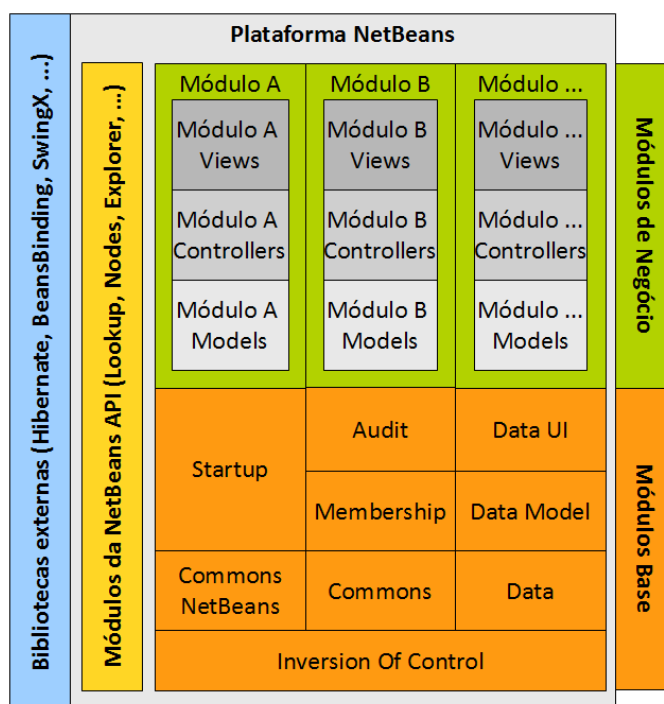 Plataforma NetBeans
Bibliotecas externas (Hibernate, BeansBinding, SwingX, ...)
Módulos da NetBeans API (Lookup, Nodes, Explorer, ...)
Módulo A
Módulo A
Views
Módulo A
Controllers
Módulo A
Models
Módulo B
Módulo B
Views
Módulo B
Controllers
Módulo B
Models
Módulo ...
Módulo ...
Views
Módulo ...
Controllers
Módulo ...
Models
Módulos de Negócio
Startup
Audit
Data UI
Membership
Data Model
Commons
NetBeans
Commons
Data
Inversion Of Control
Módulos Base